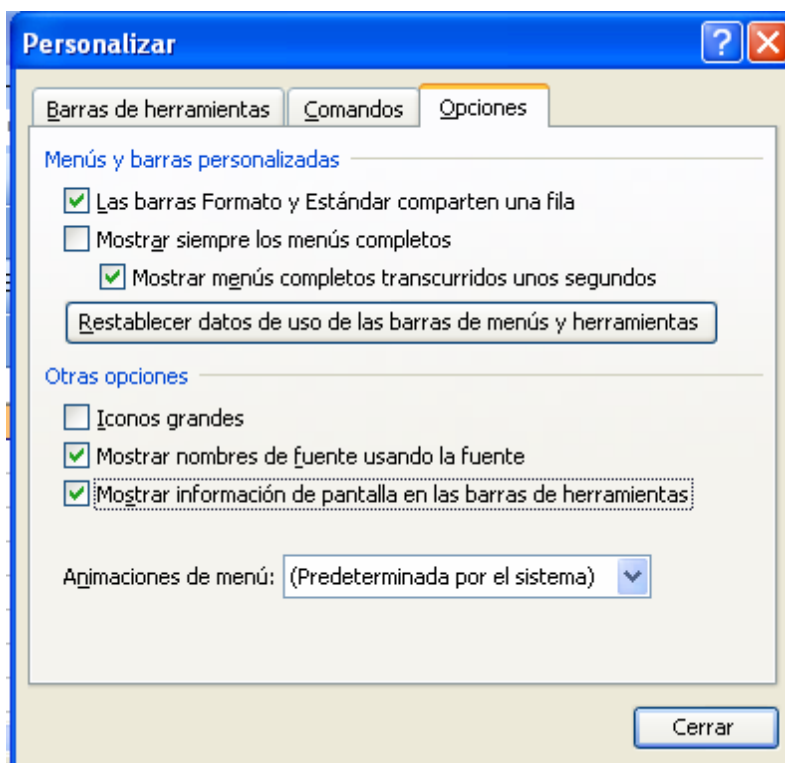 Personalizar
Barras de herramientas
Comandos
Opciones
Menús y barras personalizadas
Las barras Formato y Estándar comparten una fila
Mostrar siempre los menús completos
Mostrar menús completos transcurridos unos segundos
Restablecer datos de uso de las barras de menús y herramientas
Otras opciones
Iconos grandes
Mostrar nombres de fuente usando la fuente
Mostrar información de pantalla en las barras de herramientas
Animaciones de menú: (Predeterminada por el sistema)
Cerrar